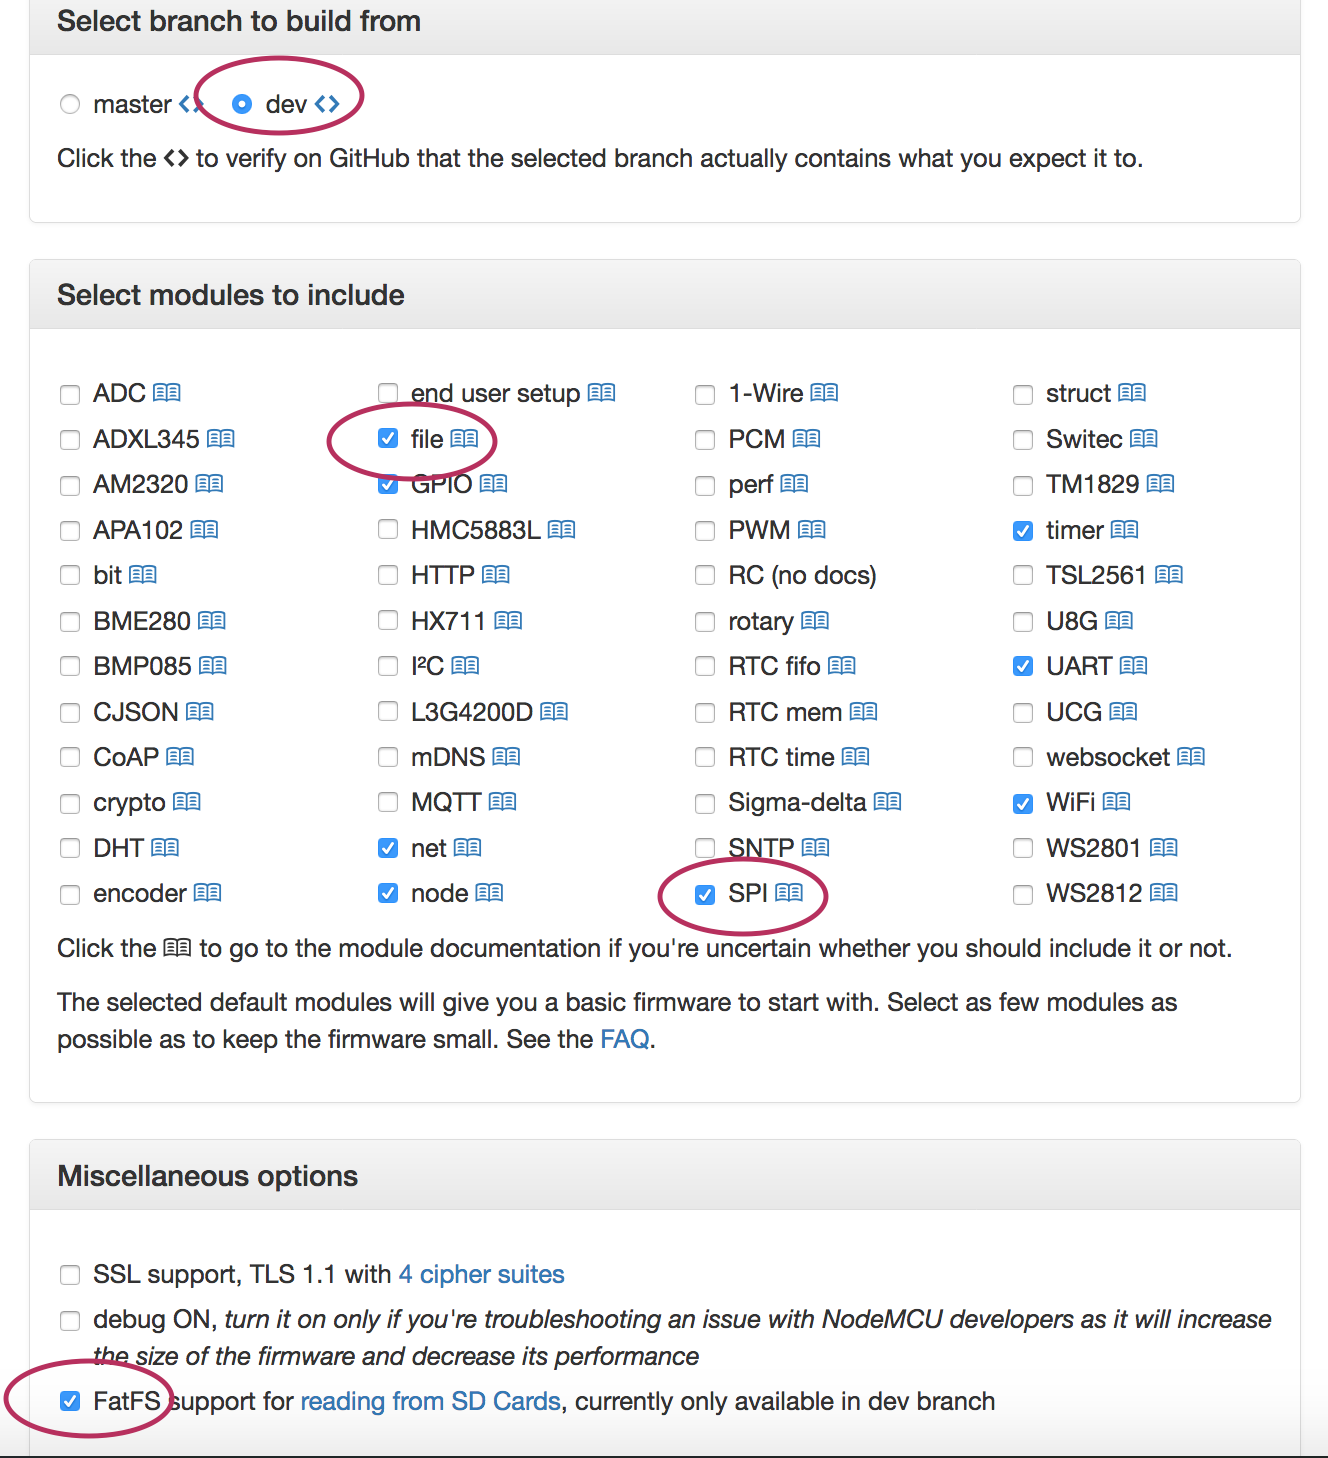 Select branch to build from
master <> dev <>
Click the <> to verify on GitHub that the selected branch actually contains what you expect it to.
Select modules to include
ADC end user setup 1-Wire struct
ADXL345 file PCM Switec
AM2320 GPIO perf TM1829
APA102 HMC5883L PWM timer
bit HTTP RC (no docs) TSL2561
BME280 HX711 rotary U8G
BMP085 I²C RTC fifo UART
CJSON L3G4200D RTC mem UCG
CoAP mDNS RTC time websocket
crypto MQTT Sigma-delta WiFi
DHT net SNTP WS2801
encoder node SPI WS2812
Click the to go to the module documentation if you're uncertain whether you should include it or not.
The selected default modules will give you a basic firmware to start with. Select as few modules as
possible as to keep the firmware small. See the FAQ.
Miscellaneous options
SSL support, TLS 1.1 with 4 cipher suites
debug ON, turn it on only if you're troubleshooting an issue with NodeMCU developers as it will increase
the size of the firmware and decrease its performance
FatFS support for reading from SD Cards, currently only available in dev branch